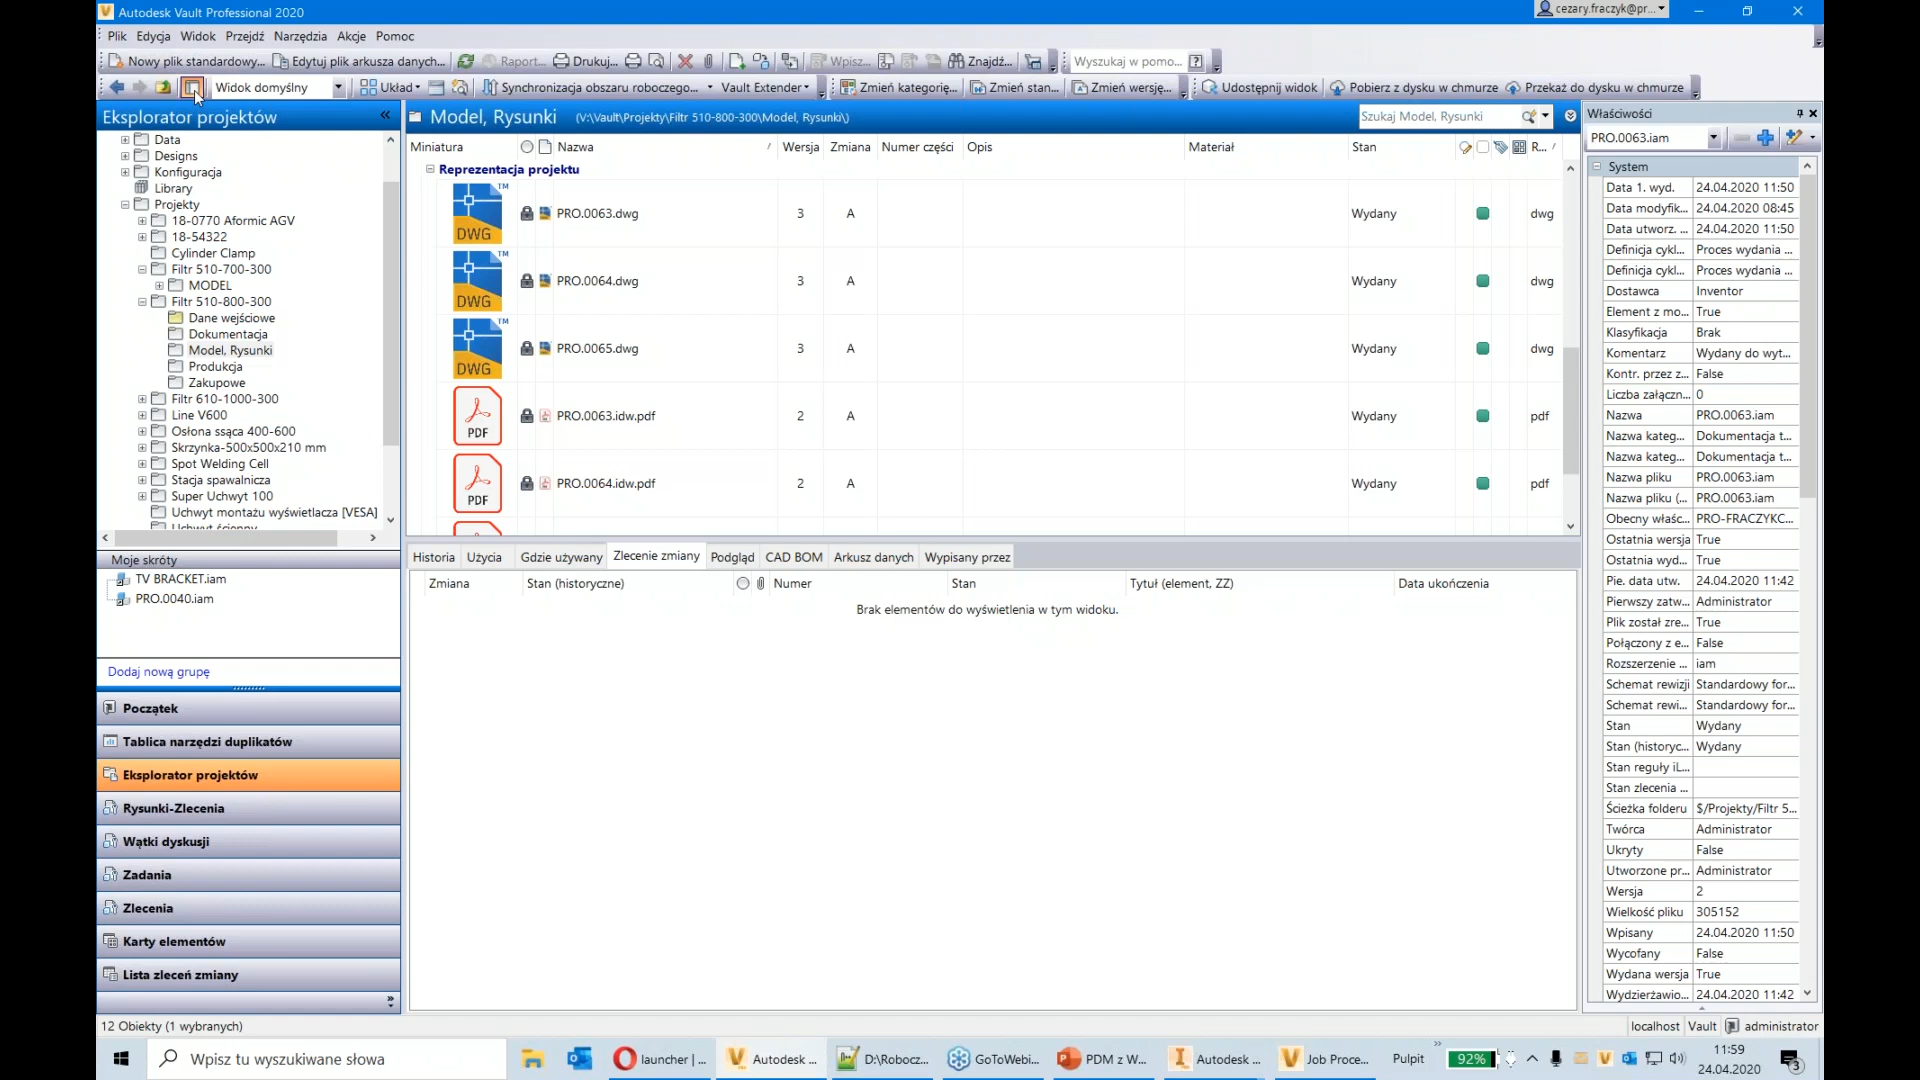 Autodesk Vault Professional 2020
cezary.fraczyk@pr...
Plik Edycja Widok Przejdź Narzędzia Akcje Pomoc
Nowy plik standardowy... Edytuj plik arkusza danych... Raport... Drukuj... Wpisz... Znajdź... Wyszukaj w pomo...
Widok domyślny Układ Synchronizacja obszaru roboczego... Vault Extender Zmień kategorię... Zmień stan... Zmień wersję... Udostępnij widok Pobierz z dysku w chmurze Przekaż do dysku w chmurze
Eksplorator projektów «
Data
Designs
Konfiguracja
Library
Projekty
18-0770 Aformic AGV
18-54322
Cylinder Clamp
Filtr 510-700-300
MODEL
Filtr 510-800-300
Dane wejściowe
Dokumentacja
Model, Rysunki
Produkcja
Zakupowe
Filtr 610-1000-300
Line V600
Osłona ssąca 400-600
Skrzynka-500x500x210 mm
Spot Welding Cell
Stacja spawalnicza
Super Uchwyt 100
Uchwyt montażu wyświetlacza [VESA]
Moje skróty
TV BRACKET.iam
PRO.0040.iam
Dodaj nową grupę
Początek
Tablica narzędzi duplikatów
Eksplorator projektów
Rysunki-Zlecenia
Wątki dyskusji
Zadania
Zlecenia
Karty elementów
Lista zleceń zmiany
Model, Rysunki (V:\Vault\Projekty\Filtr 510-800-300\Model, Rysunki\) Szukaj Model, Rysunki
Miniatura Nazwa Wersja Zmiana Numer części Opis Materiał Stan R...
Reprezentacja projektu
DWG TM PRO.0063.dwg 3 A Wydany dwg
DWG TM PRO.0064.dwg 3 A Wydany dwg
DWG TM PRO.0065.dwg 3 A Wydany dwg
PDF PRO.0063.idw.pdf 2 A Wydany pdf
PDF PRO.0064.idw.pdf 2 A Wydany pdf
Historia Użycia Gdzie używany Zlecenie zmiany Podgląd CAD BOM Arkusz danych Wypisany przez
Zmiana Stan (historyczne) Numer Stan Tytuł (element, ZZ) Data ukończenia
Brak elementów do wyświetlenia w tym widoku.
Właściwości
PRO.0063.iam
System
Data 1. wyd. 24.04.2020 11:50
Data modyfik... 24.04.2020 08:45
Data utworz. ... 24.04.2020 11:50
Definicja cykl... Proces wydania ...
Definicja cykl... Proces wydania ...
Dostawca Inventor
Element z mo... True
Klasyfikacja Brak
Komentarz Wydany do wyt...
Kontr. przez z... False
Liczba załączn... 0
Nazwa PRO.0063.iam
Nazwa kateg... Dokumentacja t...
Nazwa kateg... Dokumentacja t...
Nazwa pliku PRO.0063.iam
Nazwa pliku (... PRO.0063.iam
Obecny właśc... PRO-FRACZYKC...
Ostatnia wersja True
Ostatnia wyd... True
Pie. data utw. 24.04.2020 11:42
Pierwszy zatw... Administrator
Plik został zre... True
Połączony z e... False
Rozszerzenie ... iam
Schemat rewizji Standardowy for...
Schemat rewi... Standardowy for...
Stan Wydany
Stan (historyc... Wydany
Stan reguły iL...
Stan zlecenia ...
Ścieżka folderu $/Projekty/Filtr 5...
Twórca Administrator
Ukryty False
Utworzone pr... Administrator
Wersja 2
Wielkość pliku 305152
Wpisany 24.04.2020 11:50
Wycofany False
Wydana wersja True
Wydzierżawio... 24.04.2020 11:42
12 Obiekty (1 wybranych) localhost Vault administrator
Wpisz tu wyszukiwane słowa launcher | ... Autodesk ... D:\Robocz... GoToWebi... PDM z W... Autodesk ... Job Proce... Pulpit » 92% 11:59
24.04.2020 3